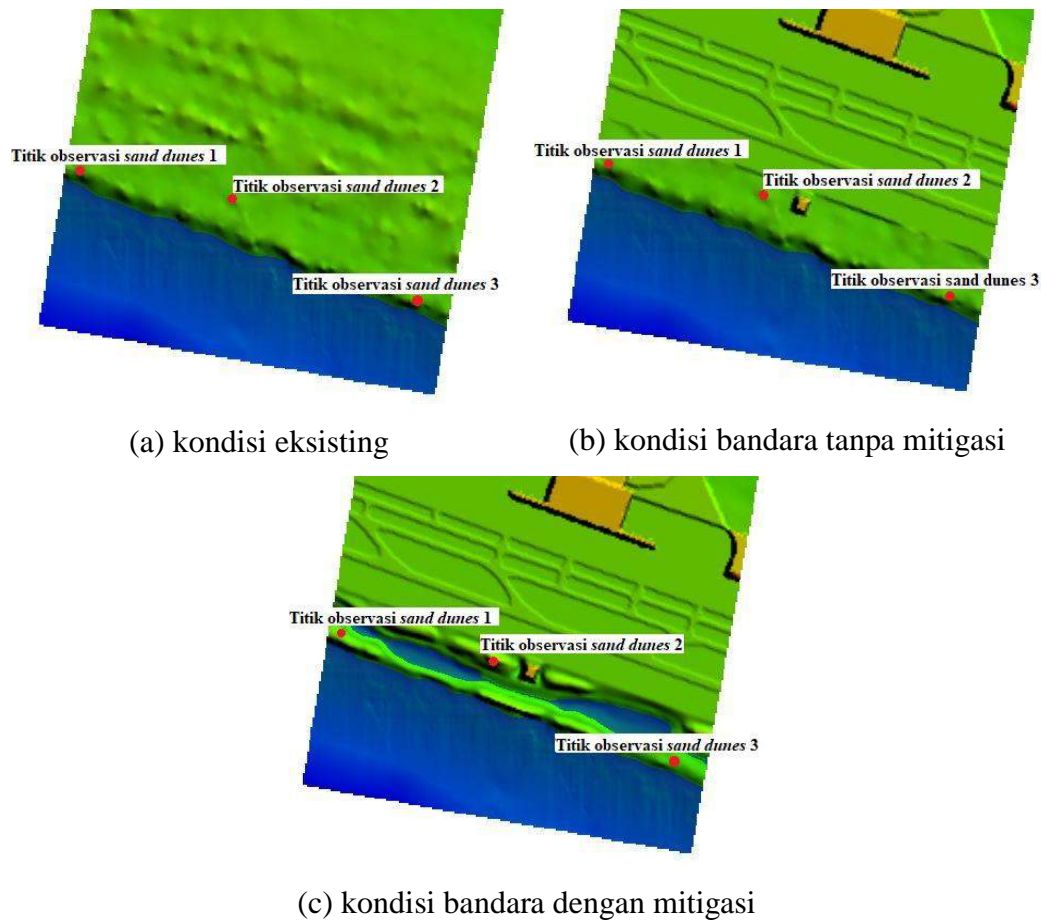 Titik observasi sand dunes 1
Titik observasi sand dunes 2
Titik observasi sand dunes 3
(a) kondisi eksisting
Titik observasi sand dunes 1
Titik observasi sand dunes 2
Titik observasi sand dunes 3
(b) kondisi bandara tanpa mitigasi
Titik observasi sand dunes 1
Titik observasi sand dunes 2
Titik observasi sand dunes 3
(c) kondisi bandara dengan mitigasi